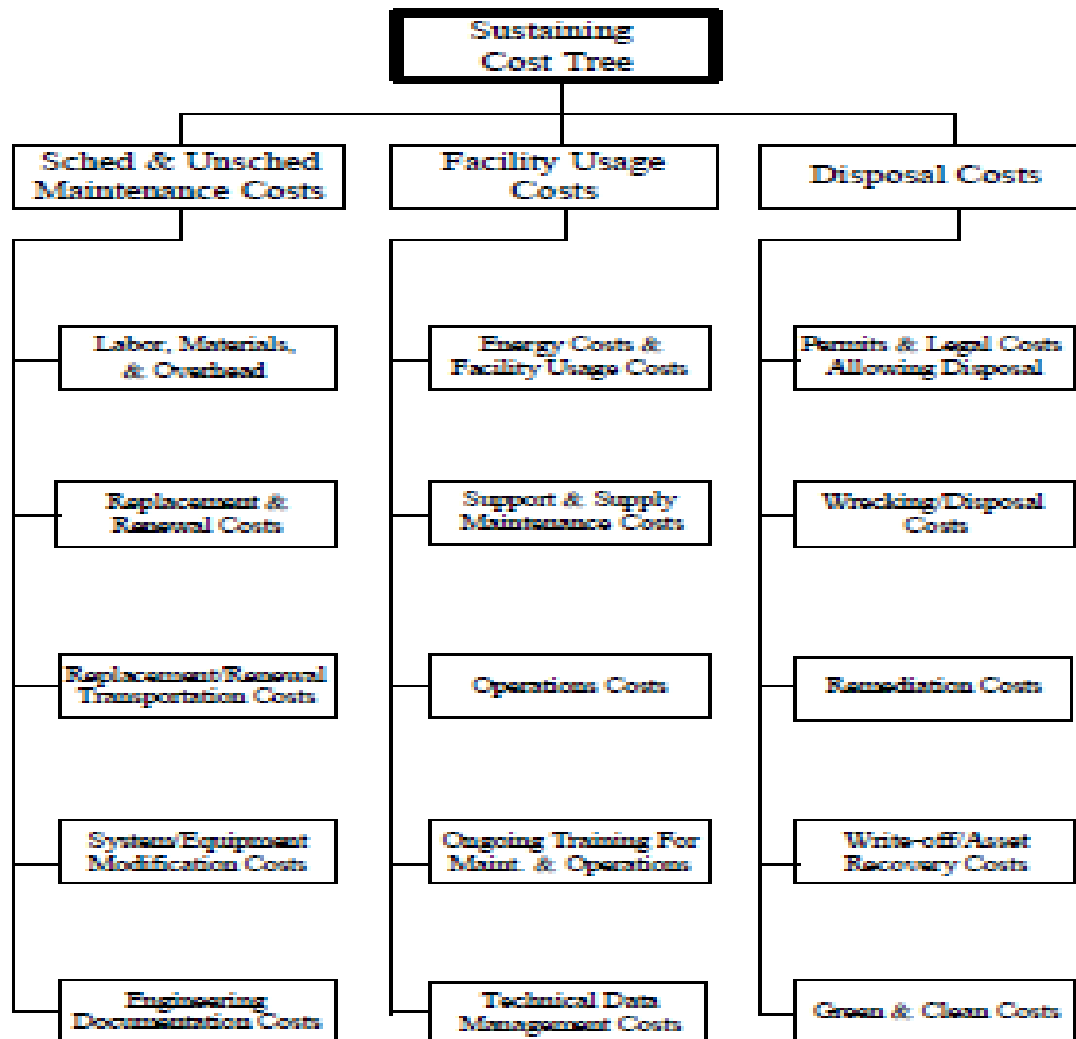 Sustaining
Cost Tree
Sched & Unsched
Maintenance Costs
Facility Usage
Costs
Disposal Costs
Labor, Materials,
& Overhead
Energy Costs &
Facility Usage Costs
Permits & Legal Costs
Allowing Disposal
Replacement &
Renewal Costs
Support & Supply
Maintenance Costs
Wrecking/Disposal
Costs
Replacement/Renewal
Transportation Costs
Operations Costs
Remediation Costs
System/Equipment
Modification Costs
Ongoing Training For
Maint. & Operations
Write-off/Asset
Recovery Costs
Engineering
Documentation Costs
Technical Data
Management Costs
Green & Clean Costs